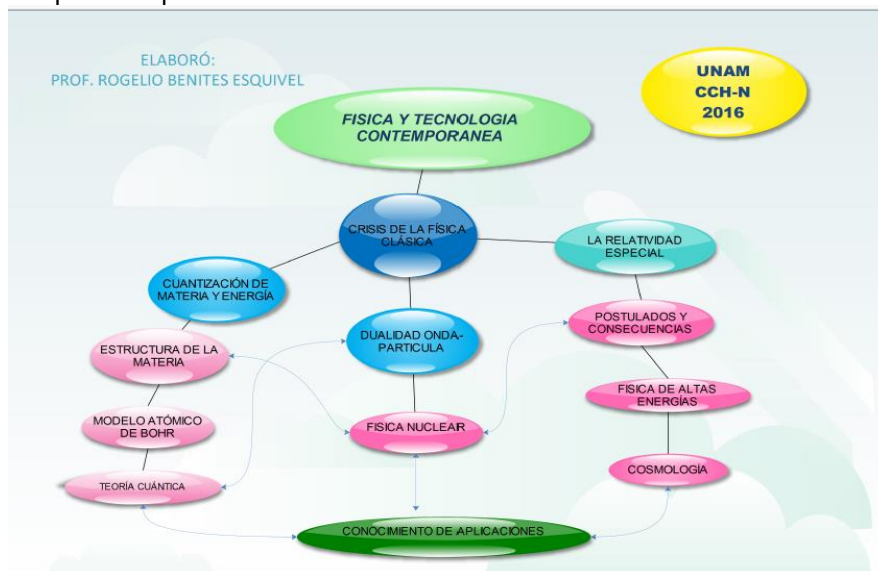 ELABORÓ:
PROF. ROGELIO BENITES ESQUIVEL
UNAM
CCH-N
2016
FISICA Y TECNOLOGIA
CONTEMPORANEA
CRISIS DE LA FÍSICA
CLÁSICA
LA RELATIVIDAD
ESPECIAL
CUANTIZACIÓN DE
MATERIA Y ENERGÍA
POSTULADOS Y
CONSECUENCIAS
DUALIDAD ONDA-
PARTICULA
ESTRUCTURA DE LA
MATERIA
FISICA DE ALTAS
ENERGÍAS
MODELO ATÓMICO
DE BOHR
FISICA NUCLEAR
COSMOLOGÍA
TEORÍA CUÁNTICA
CONOCIMIENTO DE APLICACIONES